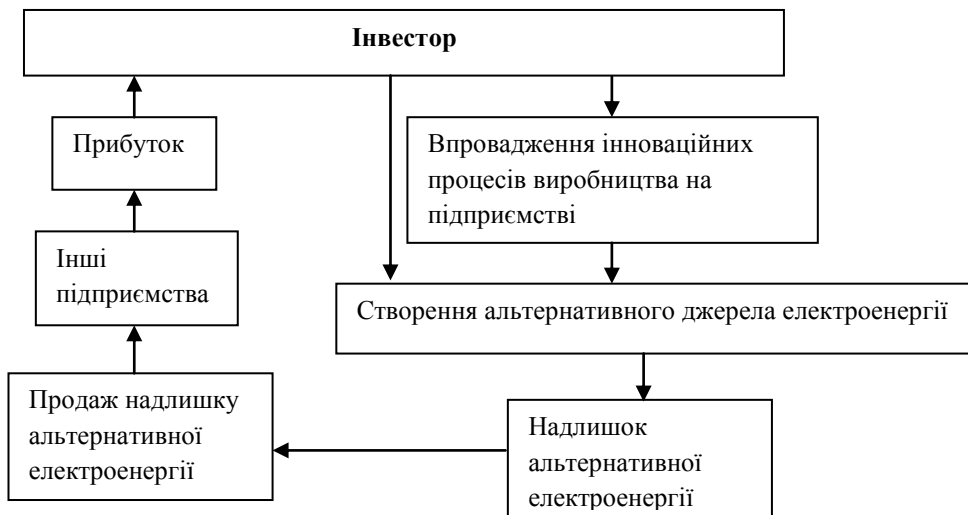 Інвестор
Прибуток
Впровадження інноваційних
процесів виробництва на
підприємстві
Інші
підприємства
Створення альтернативного джерела електроенергії
Продаж надлишку
альтернативної
електроенергії
Надлишок
альтернативної
електроенергії